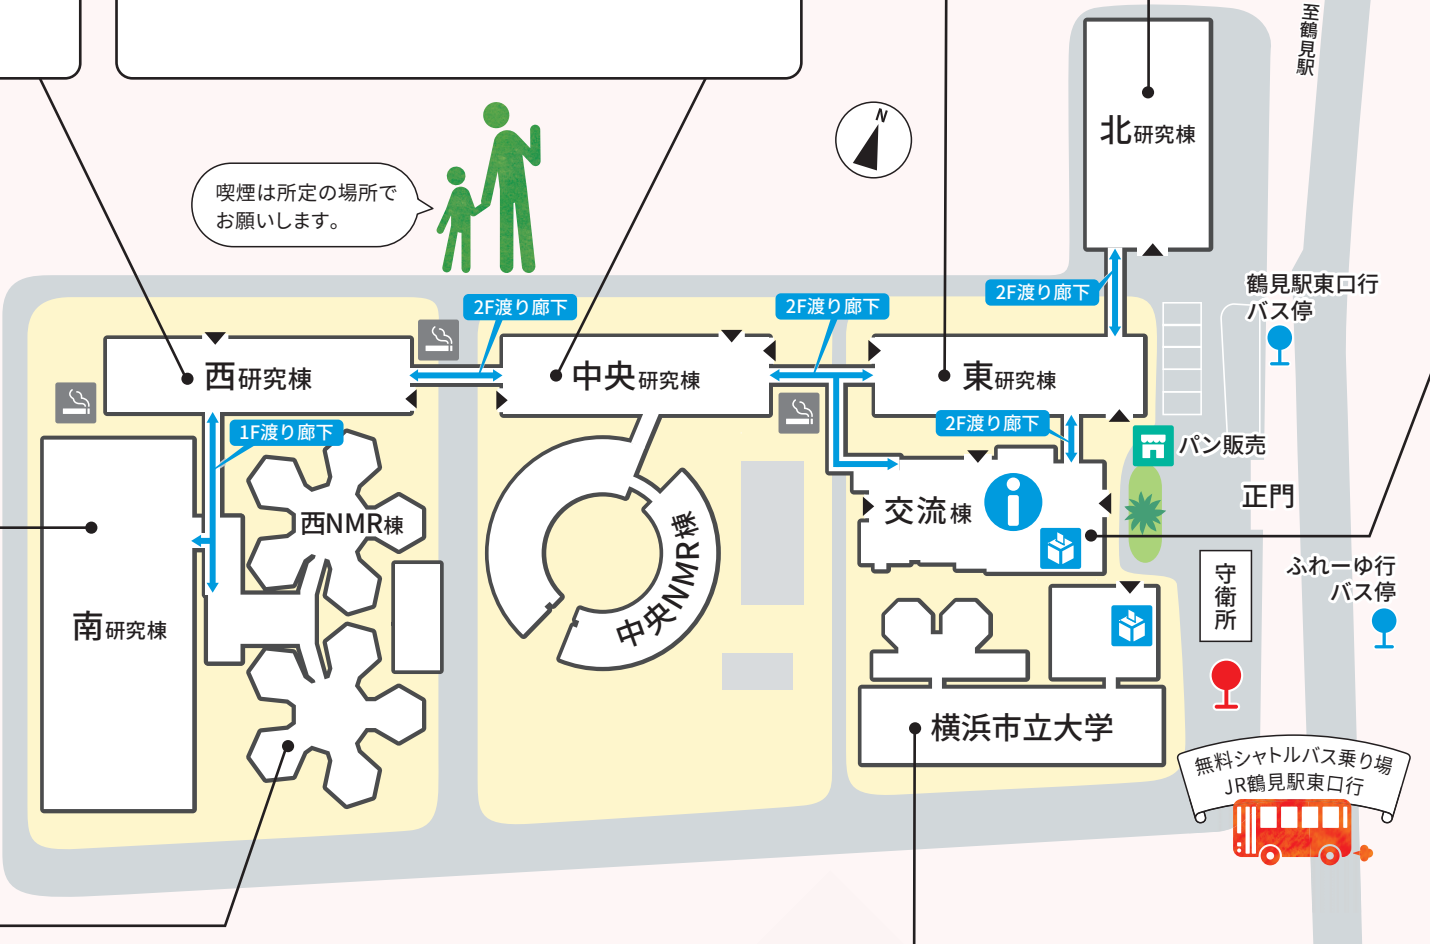 至鶴見駅
N
北研究棟
喫煙は所定の場所で
お願いします。
2F渡り廊下
2F渡り廊下
2F渡り廊下
鶴見駅東口行
バス停
西研究棟
中央研究棟
東研究棟
1F渡り廊下
2F渡り廊下
パン販売
正門
西NMR棟
交流棟
中央NMR棟
ふれーゆ行
バス停
守衛所
南研究棟
横浜市立大学
無料シャトルバス乗り場
JR鶴見駅東口行